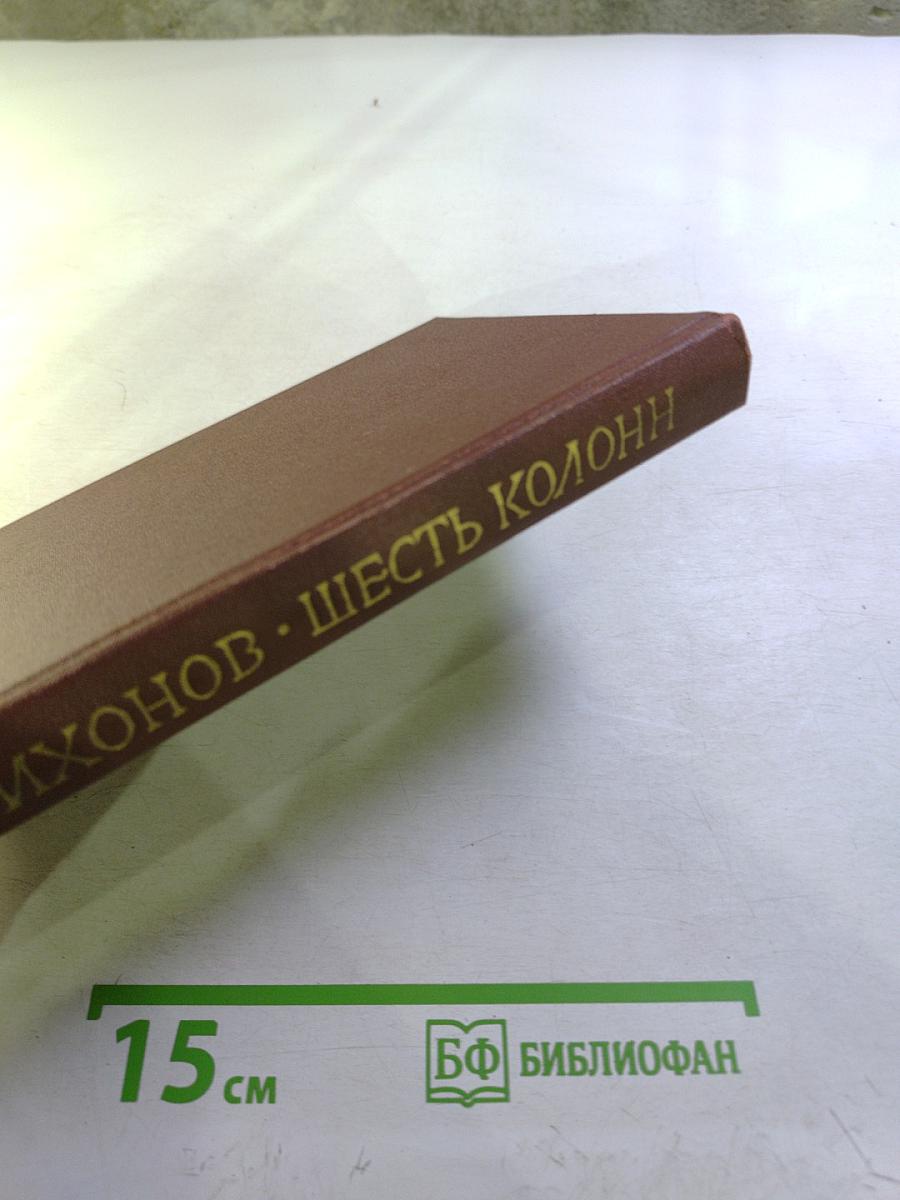 ИХОНОВ · ШЕСТЬ КОЛОНН
15 см
БФ БИБЛИОФАН